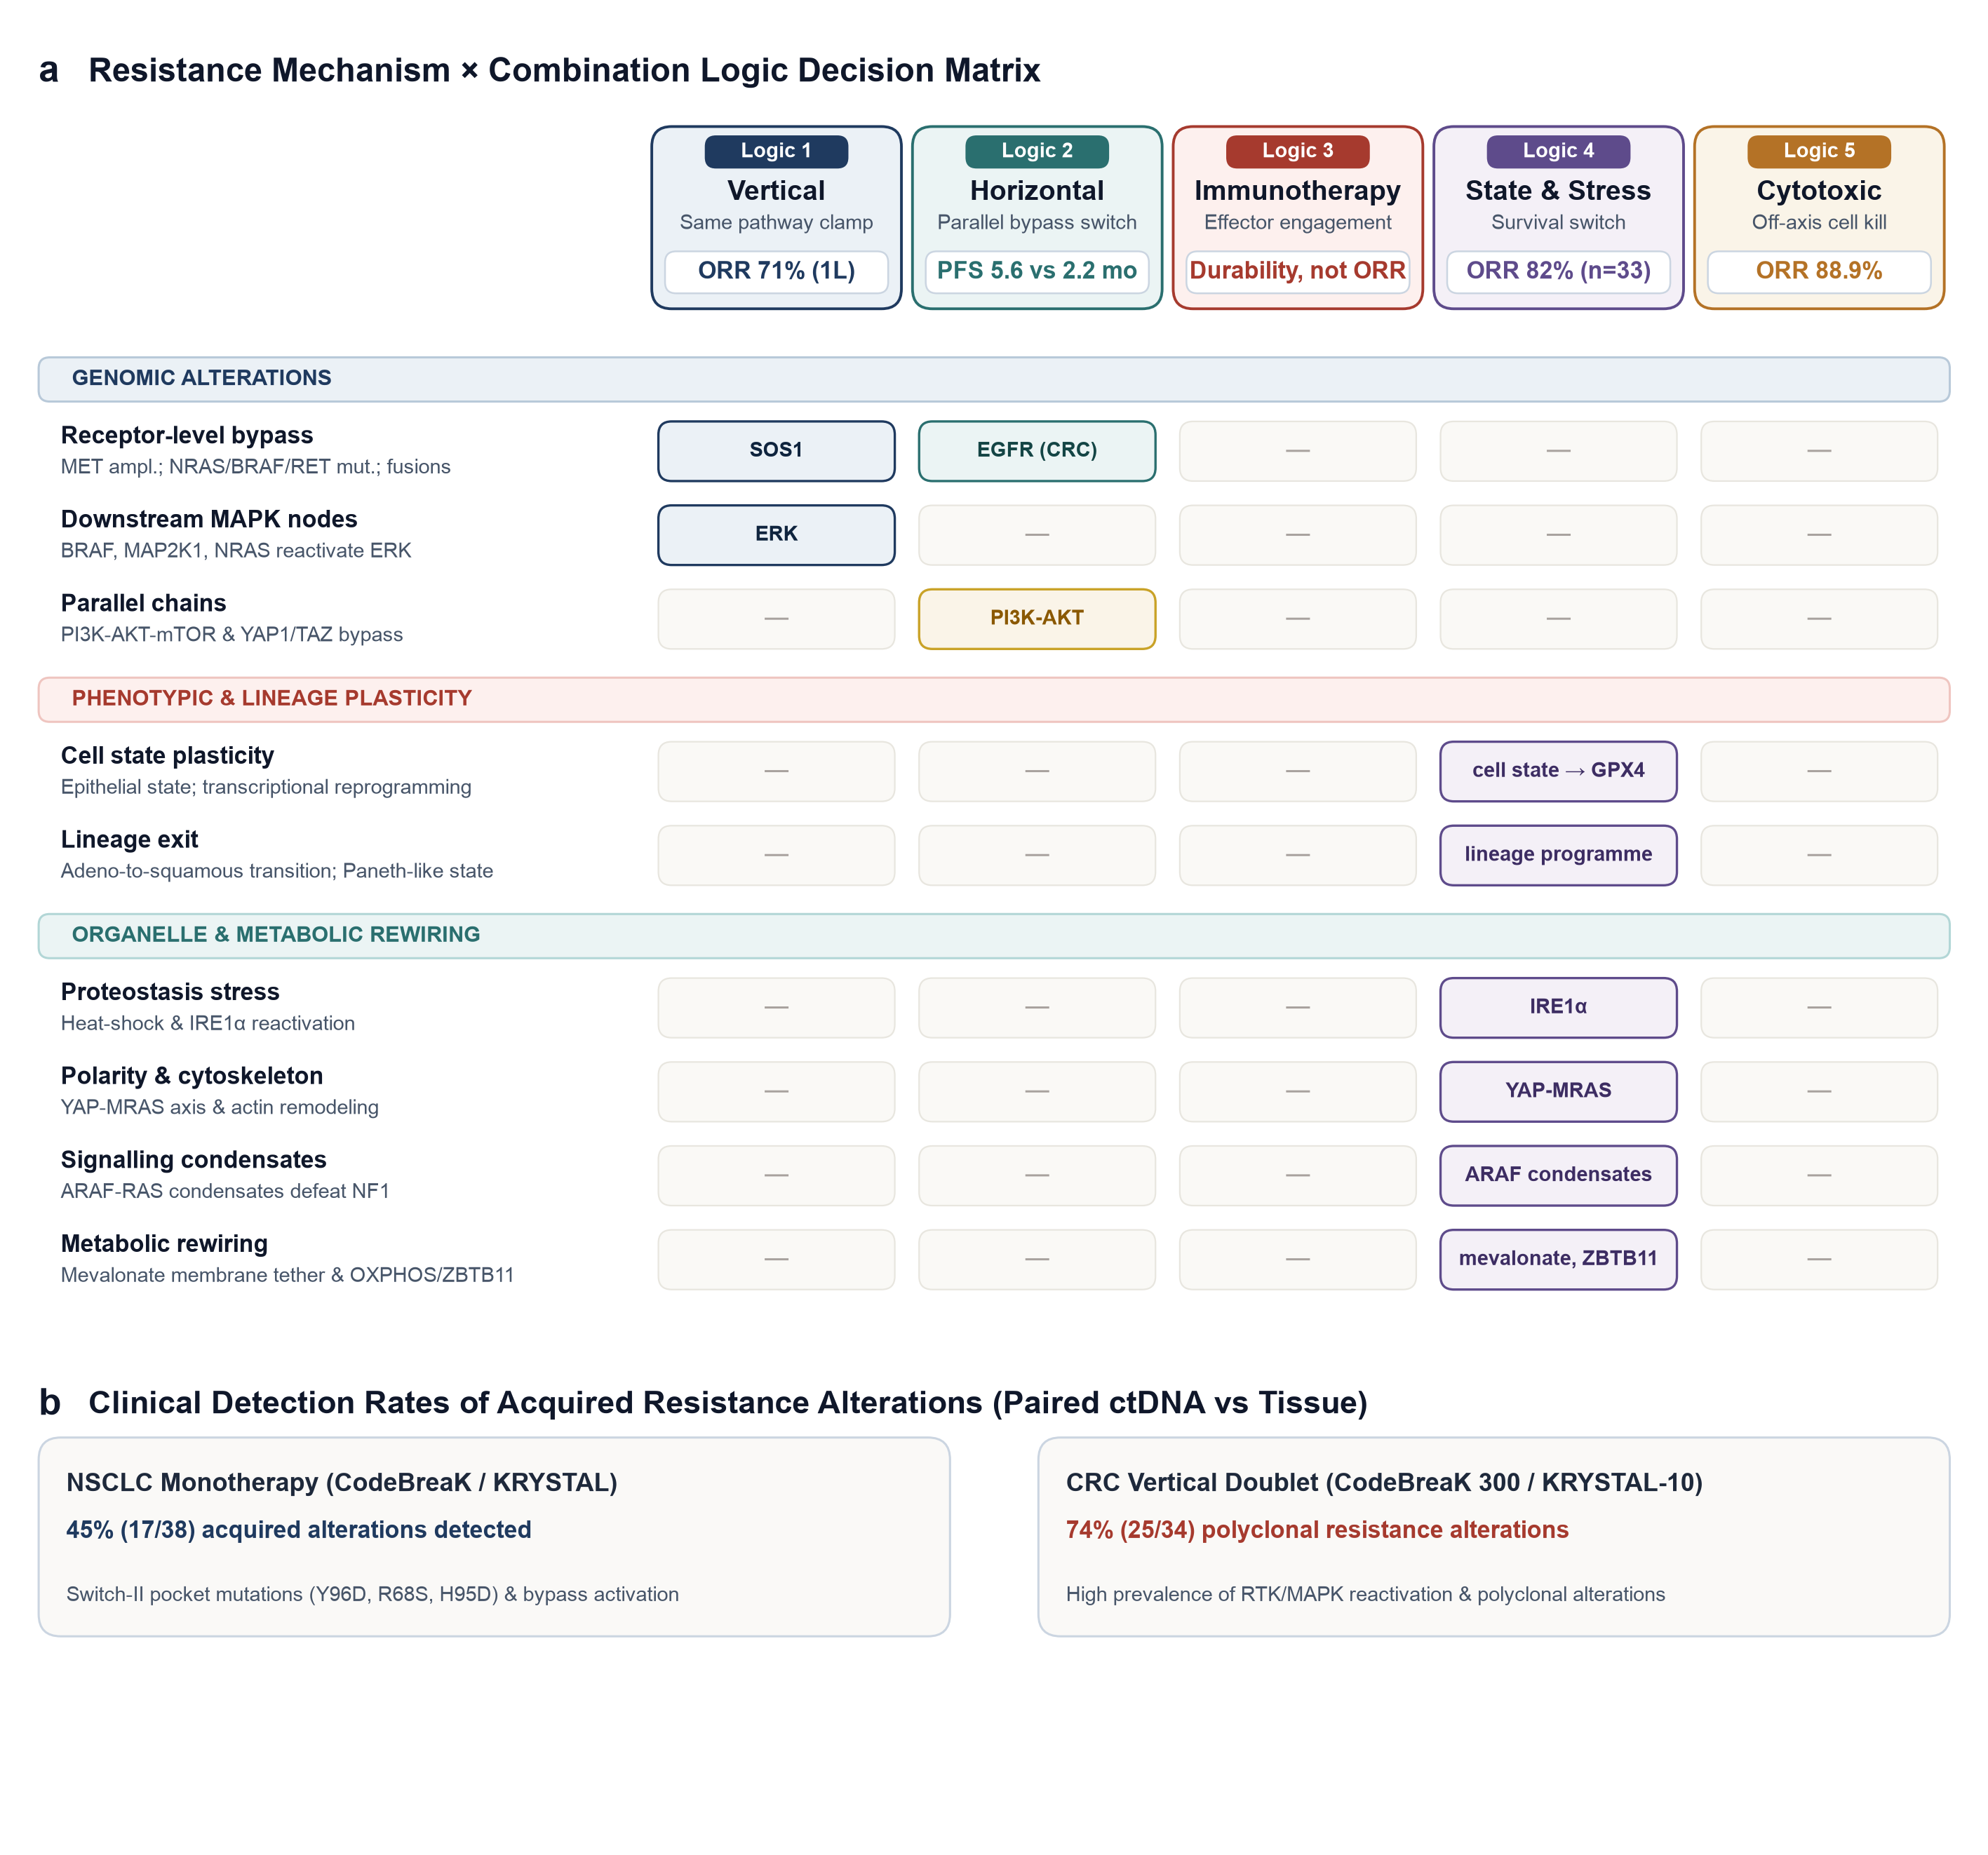 a Resistance Mechanism × Combination Logic Decision Matrix
Logic 1
Vertical
Same pathway clamp
ORR 71% (1L)
Logic 2
Horizontal
Parallel bypass switch
PFS 5.6 vs 2.2 mo
Logic 3
Immunotherapy
Effector engagement
Durability, not ORR
Logic 4
State & Stress
Survival switch
ORR 82% (n=33)
Logic 5
Cytotoxic
Off-axis cell kill
ORR 88.9%
GENOMIC ALTERATIONS
Receptor-level bypass
MET ampl.; NRAS/BRAF/RET mut.; fusions
SOS1
EGFR (CRC)
—
—
—
Downstream MAPK nodes
BRAF, MAP2K1, NRAS reactivate ERK
ERK
—
—
—
—
Parallel chains
PI3K-AKT-mTOR & YAP1/TAZ bypass
—
PI3K-AKT
—
—
—
PHENOTYPIC & LINEAGE PLASTICITY
Cell state plasticity
Epithelial state; transcriptional reprogramming
—
—
—
cell state → GPX4
—
Lineage exit
Adeno-to-squamous transition; Paneth-like state
—
—
—
lineage programme
—
ORGANELLE & METABOLIC REWIRING
Proteostasis stress
Heat-shock & IRE1α reactivation
—
—
—
IRE1α
—
Polarity & cytoskeleton
YAP-MRAS axis & actin remodeling
—
—
—
YAP-MRAS
—
Signalling condensates
ARAF-RAS condensates defeat NF1
—
—
—
ARAF condensates
—
Metabolic rewiring
Mevalonate membrane tether & OXPHOS/ZBTB11
—
—
—
mevalonate, ZBTB11
—
b Clinical Detection Rates of Acquired Resistance Alterations (Paired ctDNA vs Tissue)
NSCLC Monotherapy (CodeBreaK / KRYSTAL)
45% (17/38) acquired alterations detected
Switch-II pocket mutations (Y96D, R68S, H95D) & bypass activation
CRC Vertical Doublet (CodeBreaK 300 / KRYSTAL-10)
74% (25/34) polyclonal resistance alterations
High prevalence of RTK/MAPK reactivation & polyclonal alterations